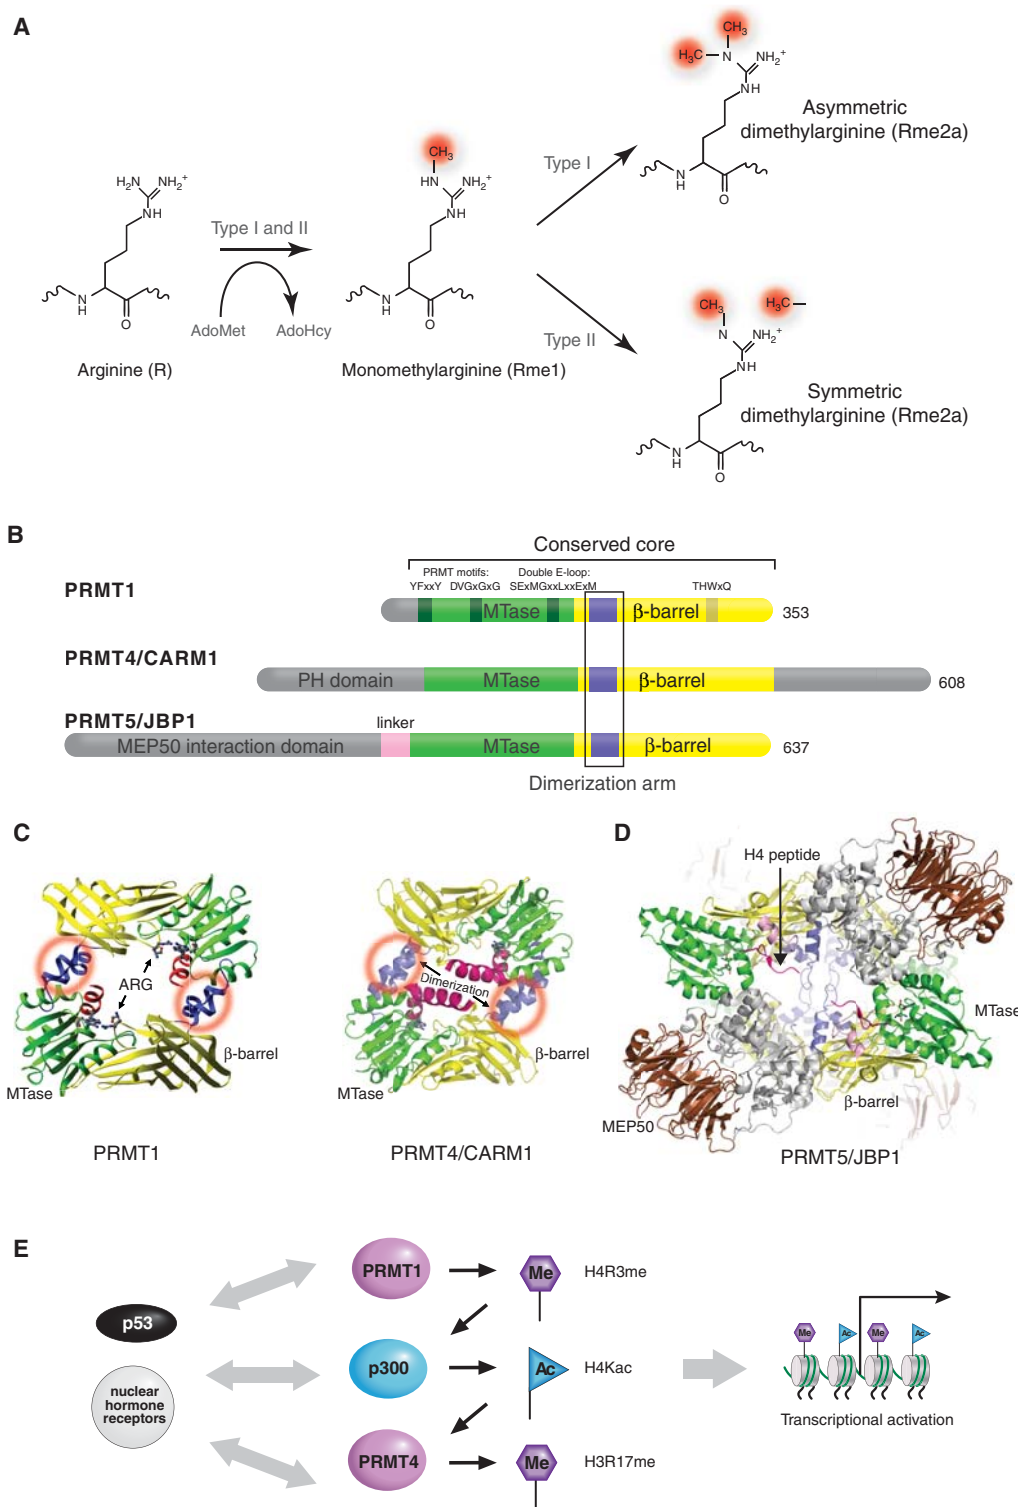 A
CH3
H3C
N
NH2+
NH
Asymmetric
dimethylarginine (Rme2a)
N
H
O
Type I
CH3
HN
NH2+
NH
N
H
O
Monomethylarginine (Rme1)
H2N
NH2+
NH
N
H
O
Arginine (R)
Type I and II
AdoMet
AdoHcy
Type II
CH3
H3C
N
NH2+
NH
N
H
O
Symmetric
dimethylarginine (Rme2a)
B
Conserved core
PRMT motifs:
Double E-loop:
YFxxY
DVGxGxG
SExMGxxLxxExM
THWxQ
PRMT1
MTase
β-barrel
353
PRMT4/CARM1
PH domain
MTase
β-barrel
608
PRMT5/JBP1
linker
MEP50 interaction domain
MTase
β-barrel
637
Dimerization arm
C
ARG
β-barrel
MTase
PRMT1
Dimerization
β-barrel
MTase
PRMT4/CARM1
D
H4 peptide
MTase
β-barrel
MEP50
PRMT5/JBP1
E
p53
nuclear
hormone
receptors
PRMT1
Me
H4R3me
p300
Ac
H4Kac
PRMT4
Me
H3R17me
Me
Ac
Me
Ac
Transcriptional activation